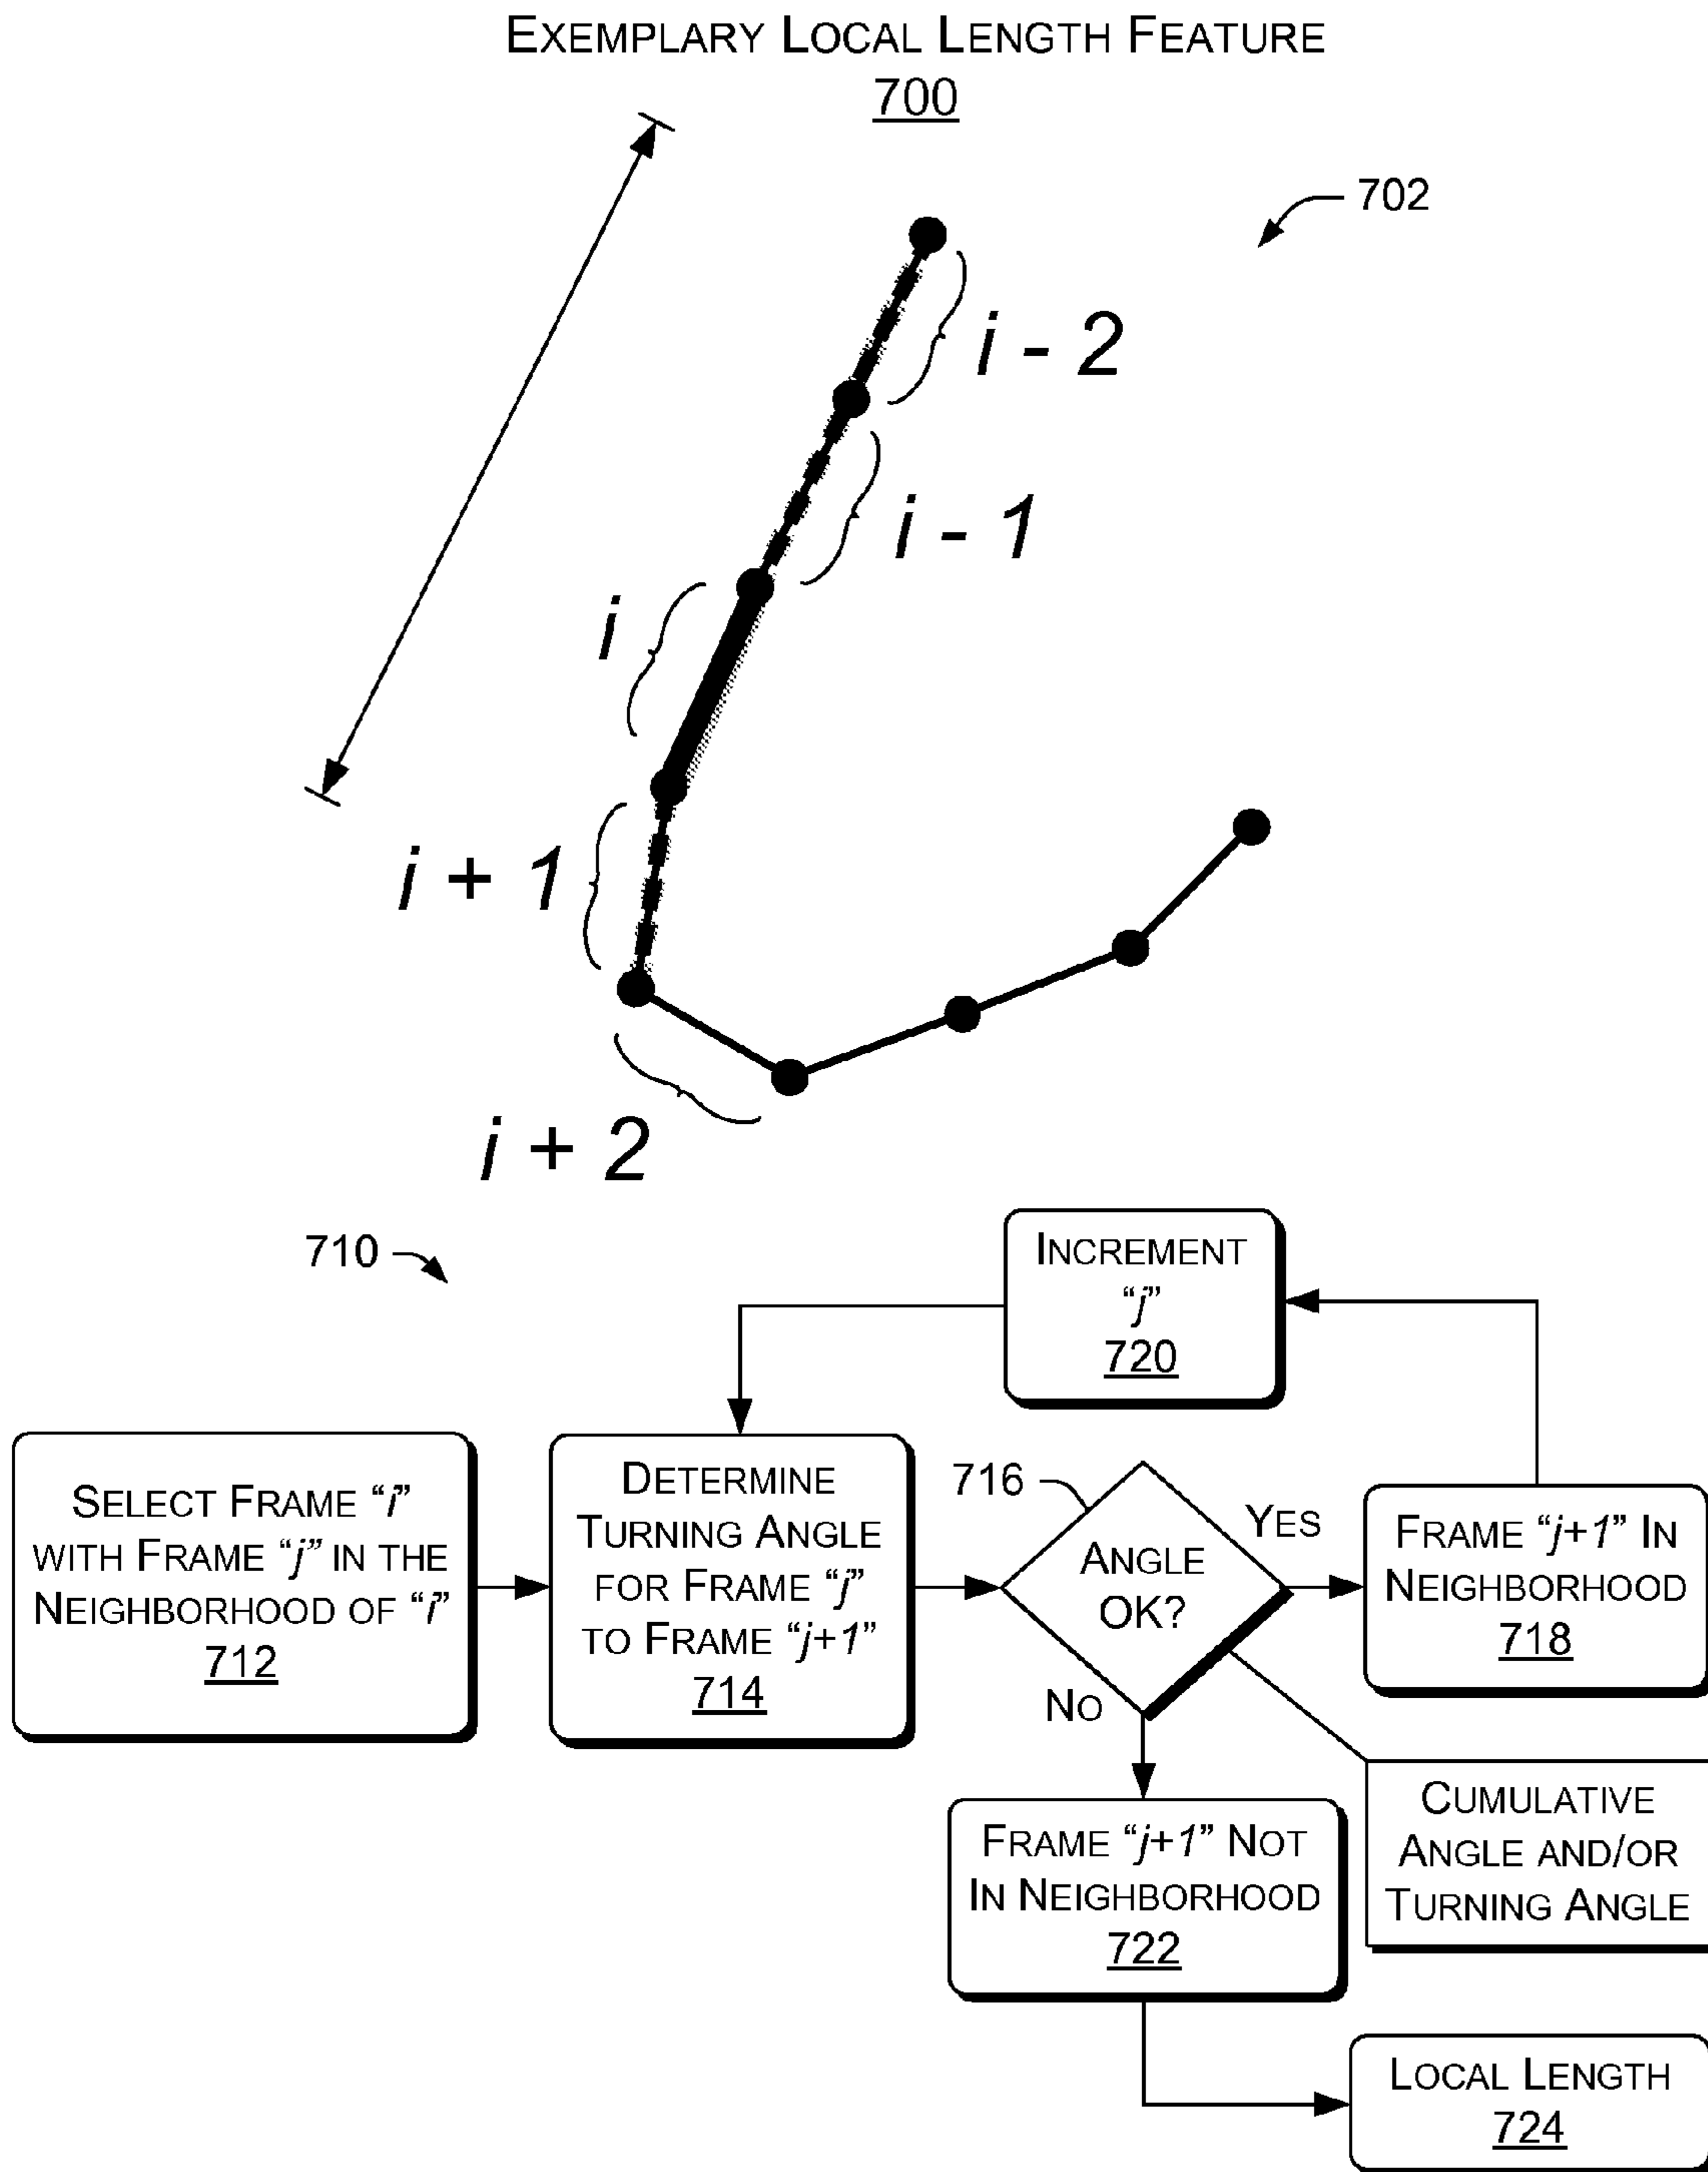 EXEMPLARY LOCAL LENGTH FEATURE
700
702
i - 2
i - 1
i
i + 1
i + 2
710
INCREMENT
“j”
720
SELECT FRAME “i”
WITH FRAME “j” IN THE
NEIGHBORHOOD OF “i”
712
DETERMINE
TURNING ANGLE
FOR FRAME “j”
TO FRAME “j+1”
714
716
ANGLE
OK?
YES
FRAME “j+1” IN
NEIGHBORHOOD
718
NO
CUMULATIVE
ANGLE AND/OR
TURNING ANGLE
FRAME “j+1” NOT
IN NEIGHBORHOOD
722
LOCAL LENGTH
724